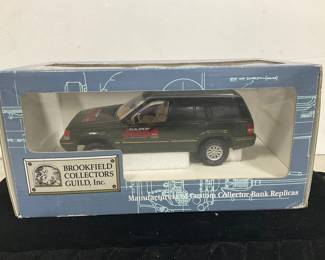 BROOKFIELD
COLLECTORS
GUILD, Inc.
Manufacturers of Custom Collector Bank Replicas